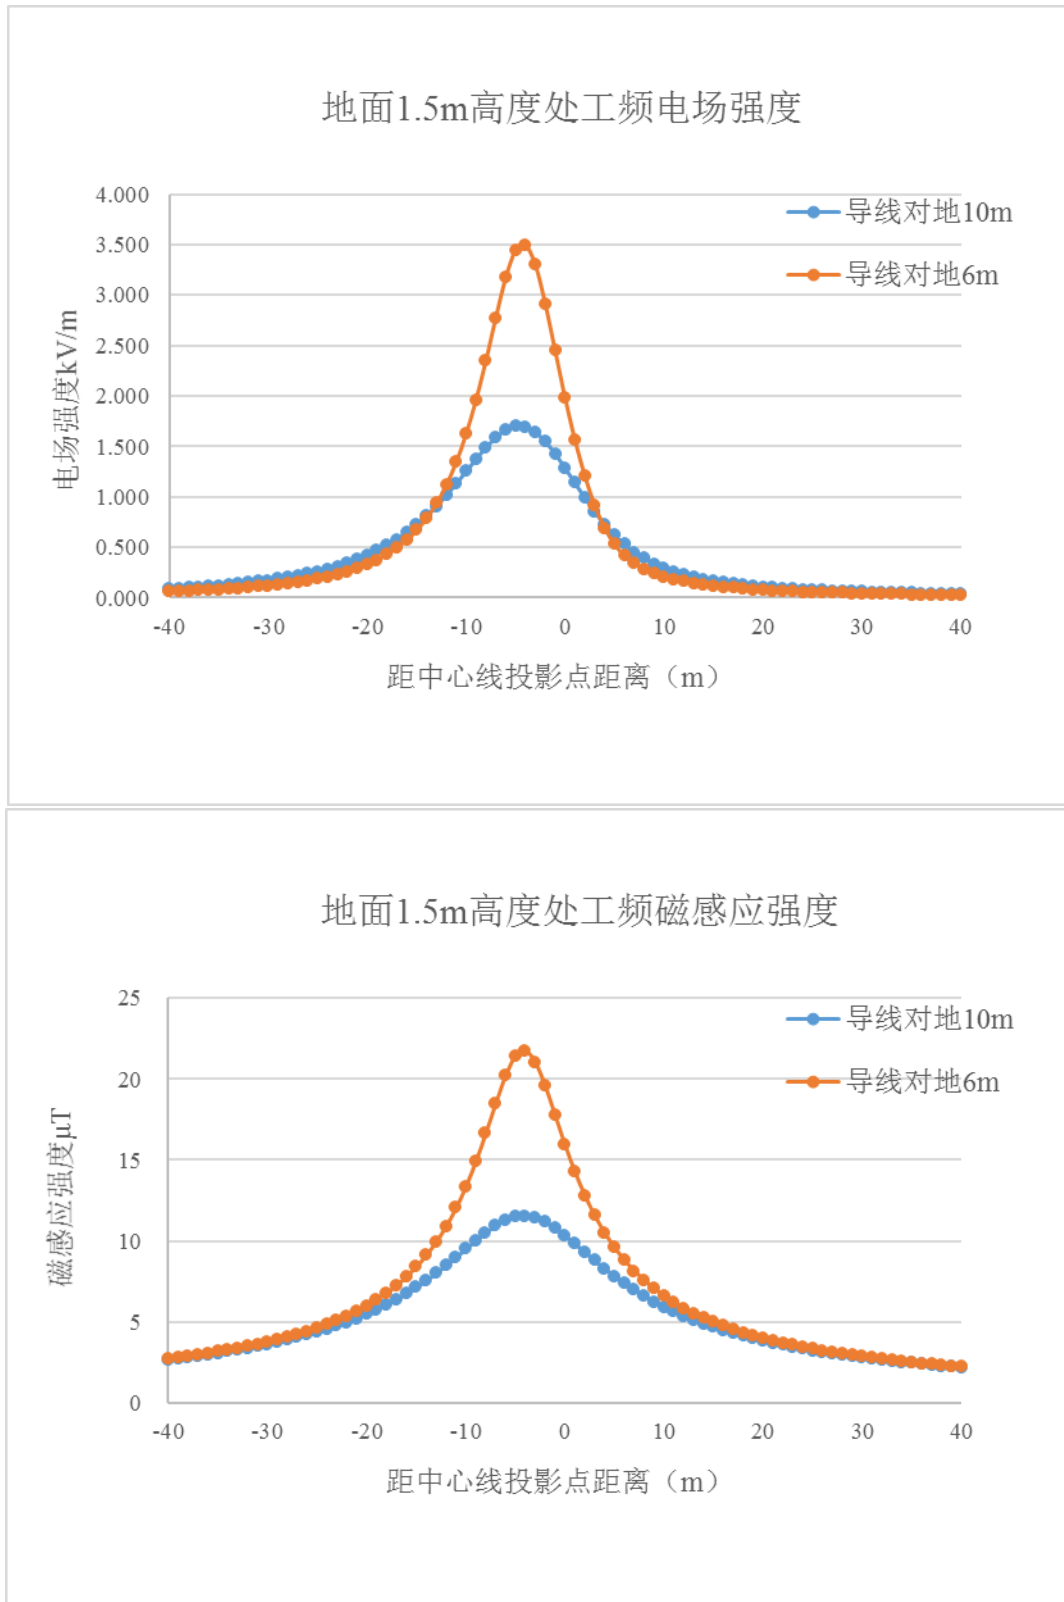 地面1.5m高度处工频电场强度
导线对地10m
导线对地6m
电场强度kV/m
4.000
3.500
3.000
2.500
2.000
1.500
1.000
0.500
0.000
-40 -30 -20 -10 0 10 20 30 40
距中心线投影点距离（m）
地面1.5m高度处工频磁感应强度
导线对地10m
导线对地6m
磁感应强度μT
25
20
15
10
5
0
-40 -30 -20 -10 0 10 20 30 40
距中心线投影点距离（m）